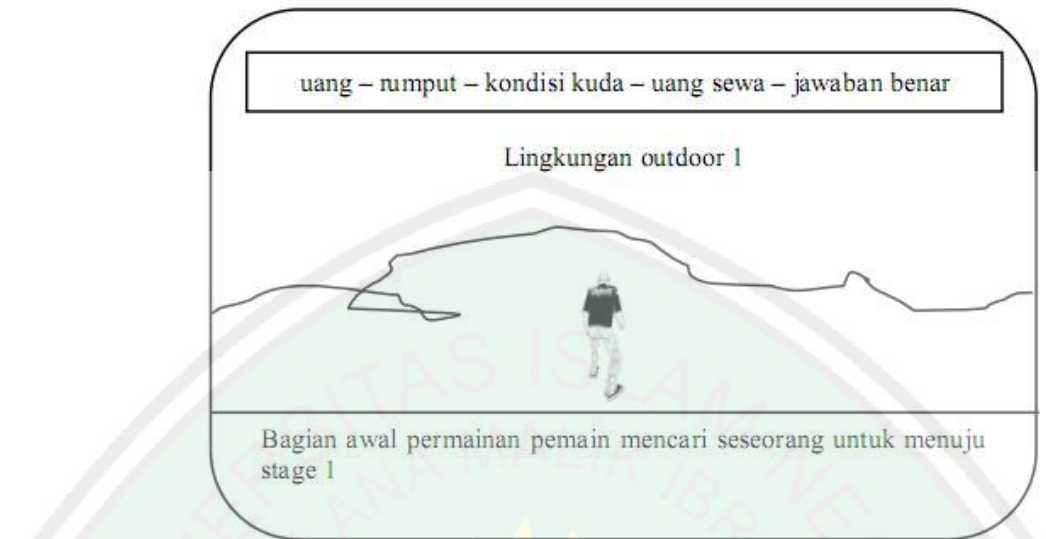 uang – rumput – kondisi kuda – uang sewa – jawaban benar
Lingkungan outdoor 1
Bagian awal permainan pemain mencari seseorang untuk menuju
stage 1